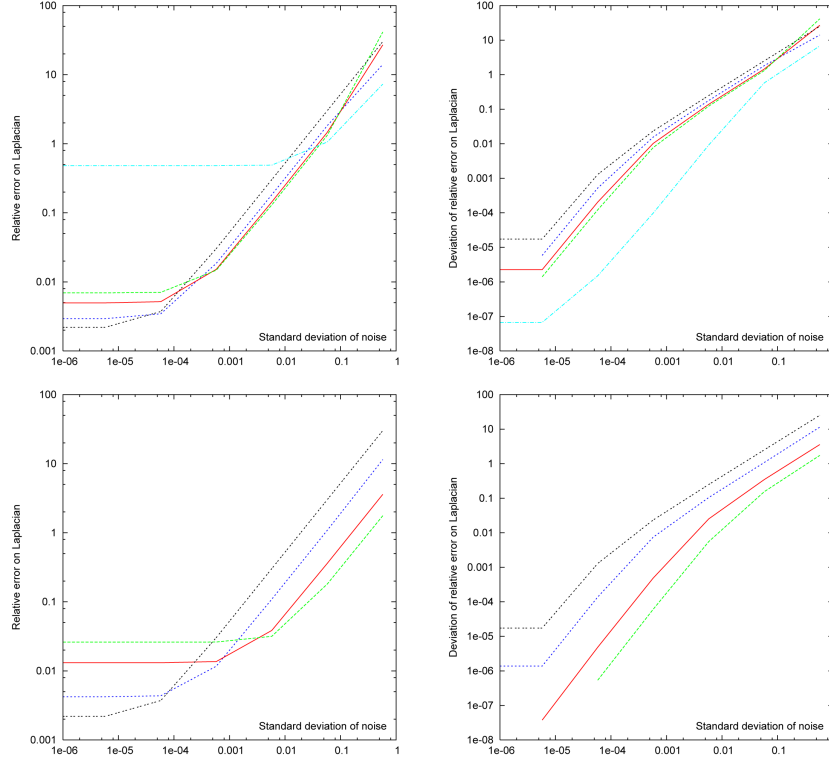 100
10
1
0.1
0.01
0.001
1e-06 1e-05 1e-04 0.001 0.01 0.1 1
Relative error on Laplacian
Standard deviation of noise
100
10
1
0.1
0.01
0.001
1e-04
1e-05
1e-06
1e-07
1e-08
1e-06 1e-05 1e-04 0.001 0.01 0.1
Deviation of relative error on Laplacian
Standard deviation of noise
100
10
1
0.1
0.01
0.001
1e-06 1e-05 1e-04 0.001 0.01 0.1 1
Relative error on Laplacian
Standard deviation of noise
100
10
1
0.1
0.01
0.001
1e-04
1e-05
1e-06
1e-07
1e-08
1e-06 1e-05 1e-04 0.001 0.01 0.1
Deviation of relative error on Laplacian
Standard deviation of noise